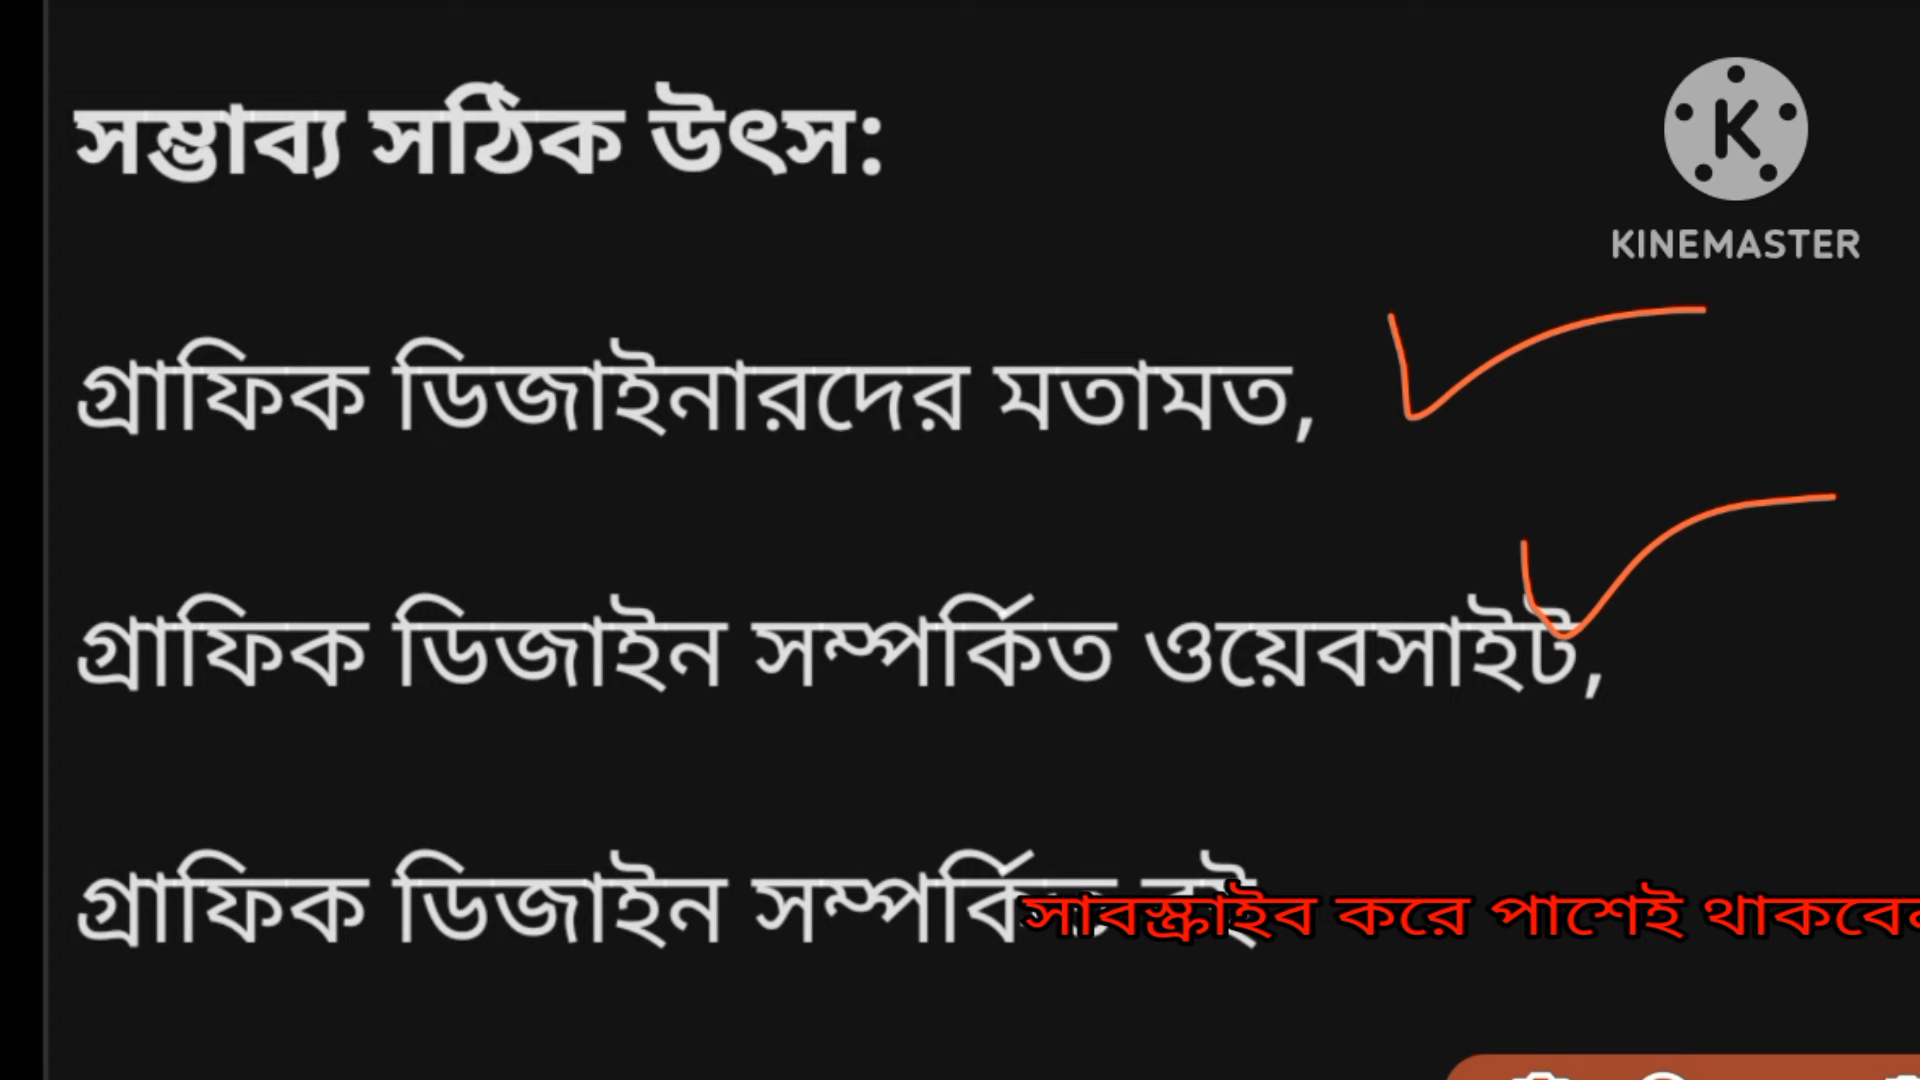 সম্ভাব্য সঠিক উৎস:
K
KINEMASTER
গ্রাফিক ডিজাইনারদের মতামত,
গ্রাফিক ডিজাইন সম্পর্কিত ওয়েবসাইট,
গ্রাফিক ডিজাইন সম্পর্কিত বই
সাবস্ক্রাইব করে পাশেই থাকবেন